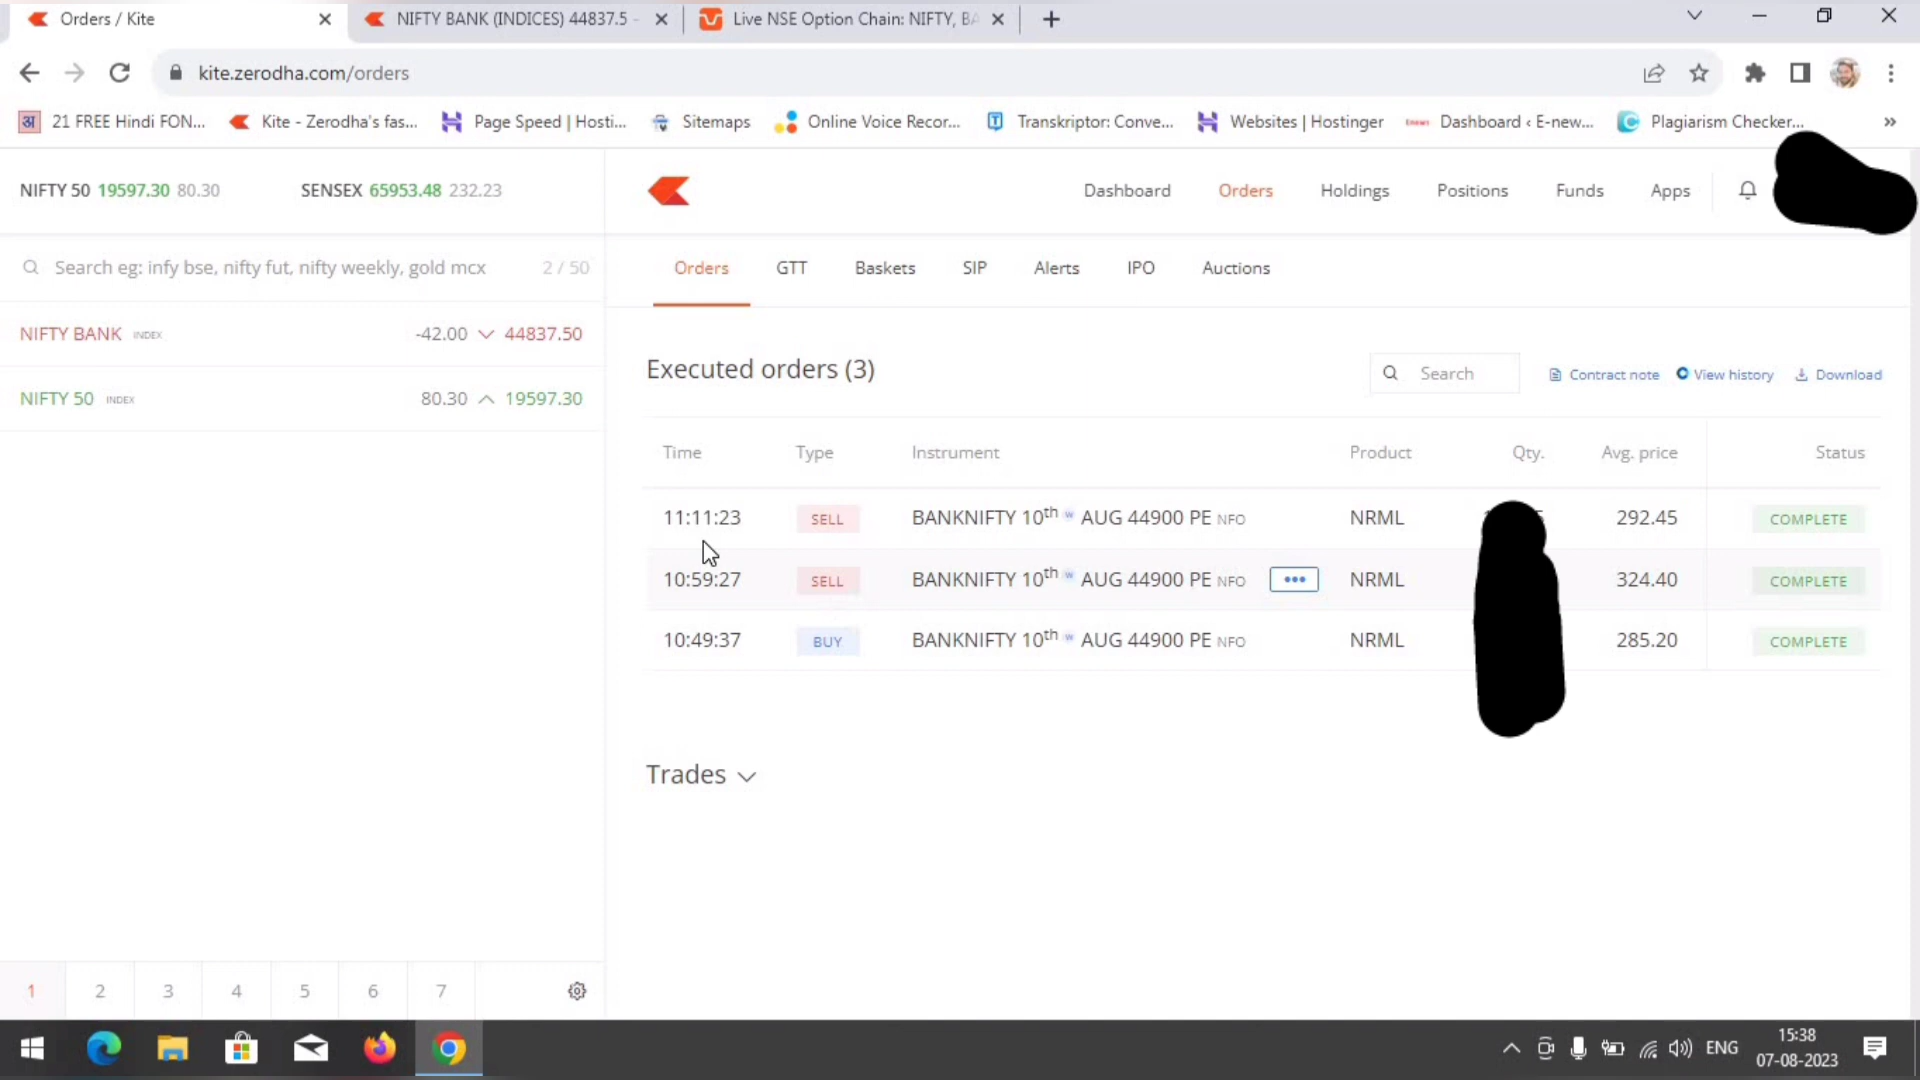 Orders / Kite
NIFTY BANK (INDICES) 44837.5 -
Live NSE Option Chain: NIFTY, BA
kite.zerodha.com/orders
अ 21 FREE Hindi FON...
Kite - Zerodha's fas...
Page Speed | Hosti...
Sitemaps
Online Voice Recor...
Transkriptor: Conve...
Websites | Hostinger
Dashboard ‹ E-new...
Plagiarism Checker...
NIFTY 50 19597.30 80.30
SENSEX 65953.48 232.23
Dashboard
Orders
Holdings
Positions
Funds
Apps
Search eg: infy bse, nifty fut, nifty weekly, gold mcx 2 / 50
Orders
GTT
Baskets
SIP
Alerts
IPO
Auctions
NIFTY BANK INDEX -42.00 44837.50
NIFTY 50 INDEX 80.30 19597.30
Executed orders (3)
Search
Contract note
View history
Download
Time Type Instrument Product Qty. Avg. price Status
11:11:23 SELL BANKNIFTY 10th w AUG 44900 PE NFO NRML 292.45 COMPLETE
10:59:27 SELL BANKNIFTY 10th w AUG 44900 PE NFO ••• NRML 324.40 COMPLETE
10:49:37 BUY BANKNIFTY 10th w AUG 44900 PE NFO NRML 285.20 COMPLETE
Trades
1 2 3 4 5 6 7
ENG
15:38
07-08-2023